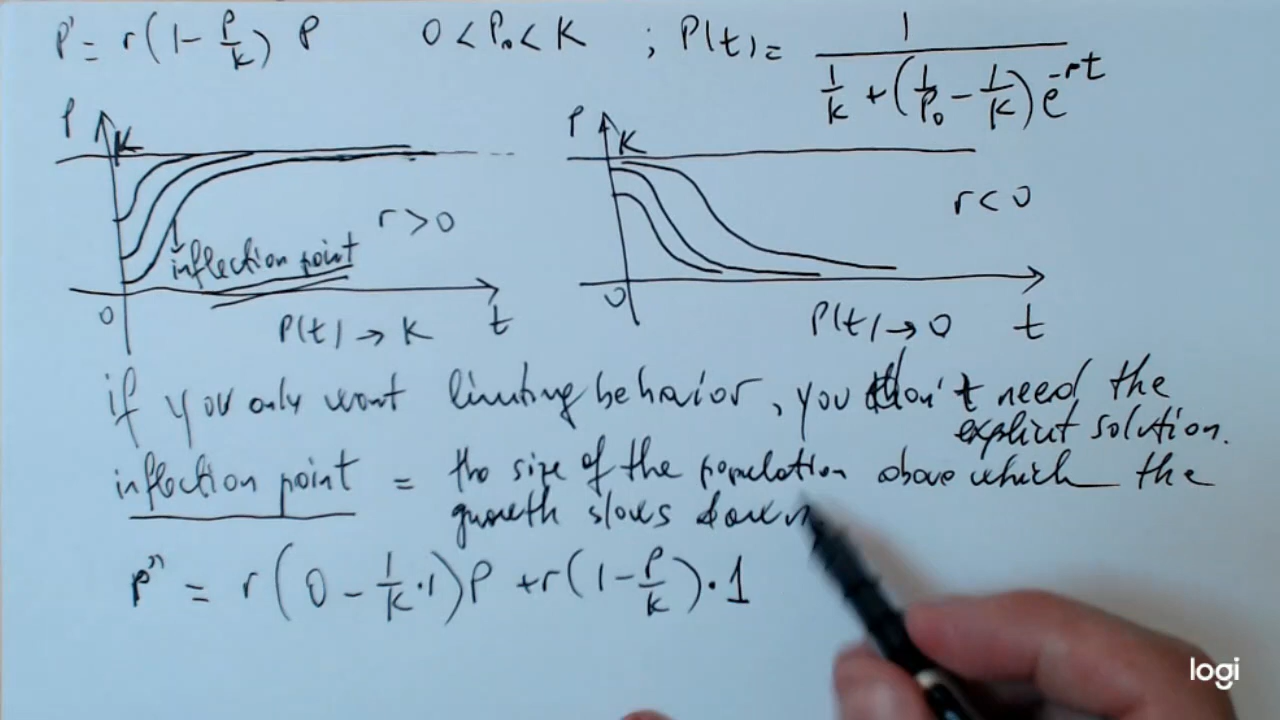 P' = r(1 - P/K) P 0 < P₀ < K ; P(t) = 1 / (1/K + (1/P₀ - 1/K) e^-rt)
P K P K
r > 0 r < 0
inflection point
0 t 0 t
P(t) → K P(t) → 0
if you only want limiting behavior, you don't need the
explicit solution.
inflection point = the size of the population above which the
growth slows down
P'' = r(0 - 1/K · 1)P + r(1 - P/K) · 1
logi